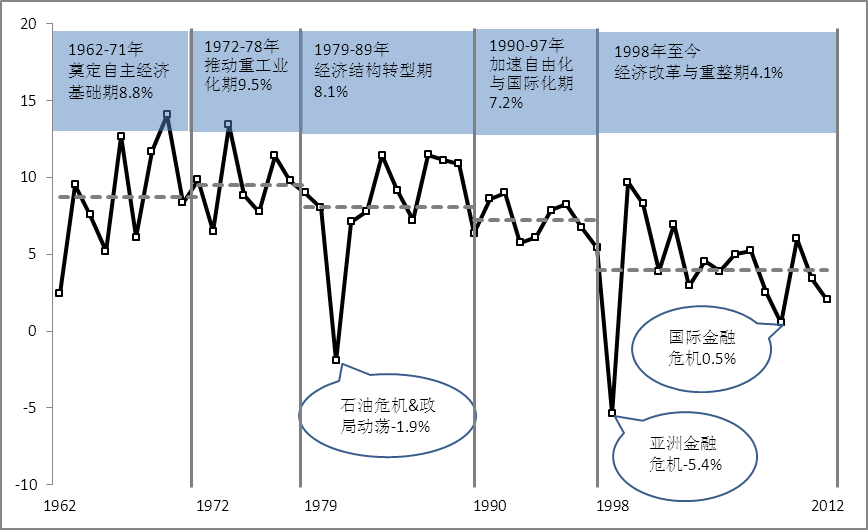 20
15
10
5
0
-5
-10
1962-71年
奠定自主经济
基础期8.8%
1972-78年
推动重工业
化期9.5%
1979-89年
经济结构转型期
8.1%
1990-97年
加速自由化
与国际化期
7.2%
1998年至今
经济改革与重整期4.1%
石油危机&政
局动荡-1.9%
国际金融
危机0.5%
亚洲金融
危机-5.4%
1962
1972
1979
1990
1998
2012